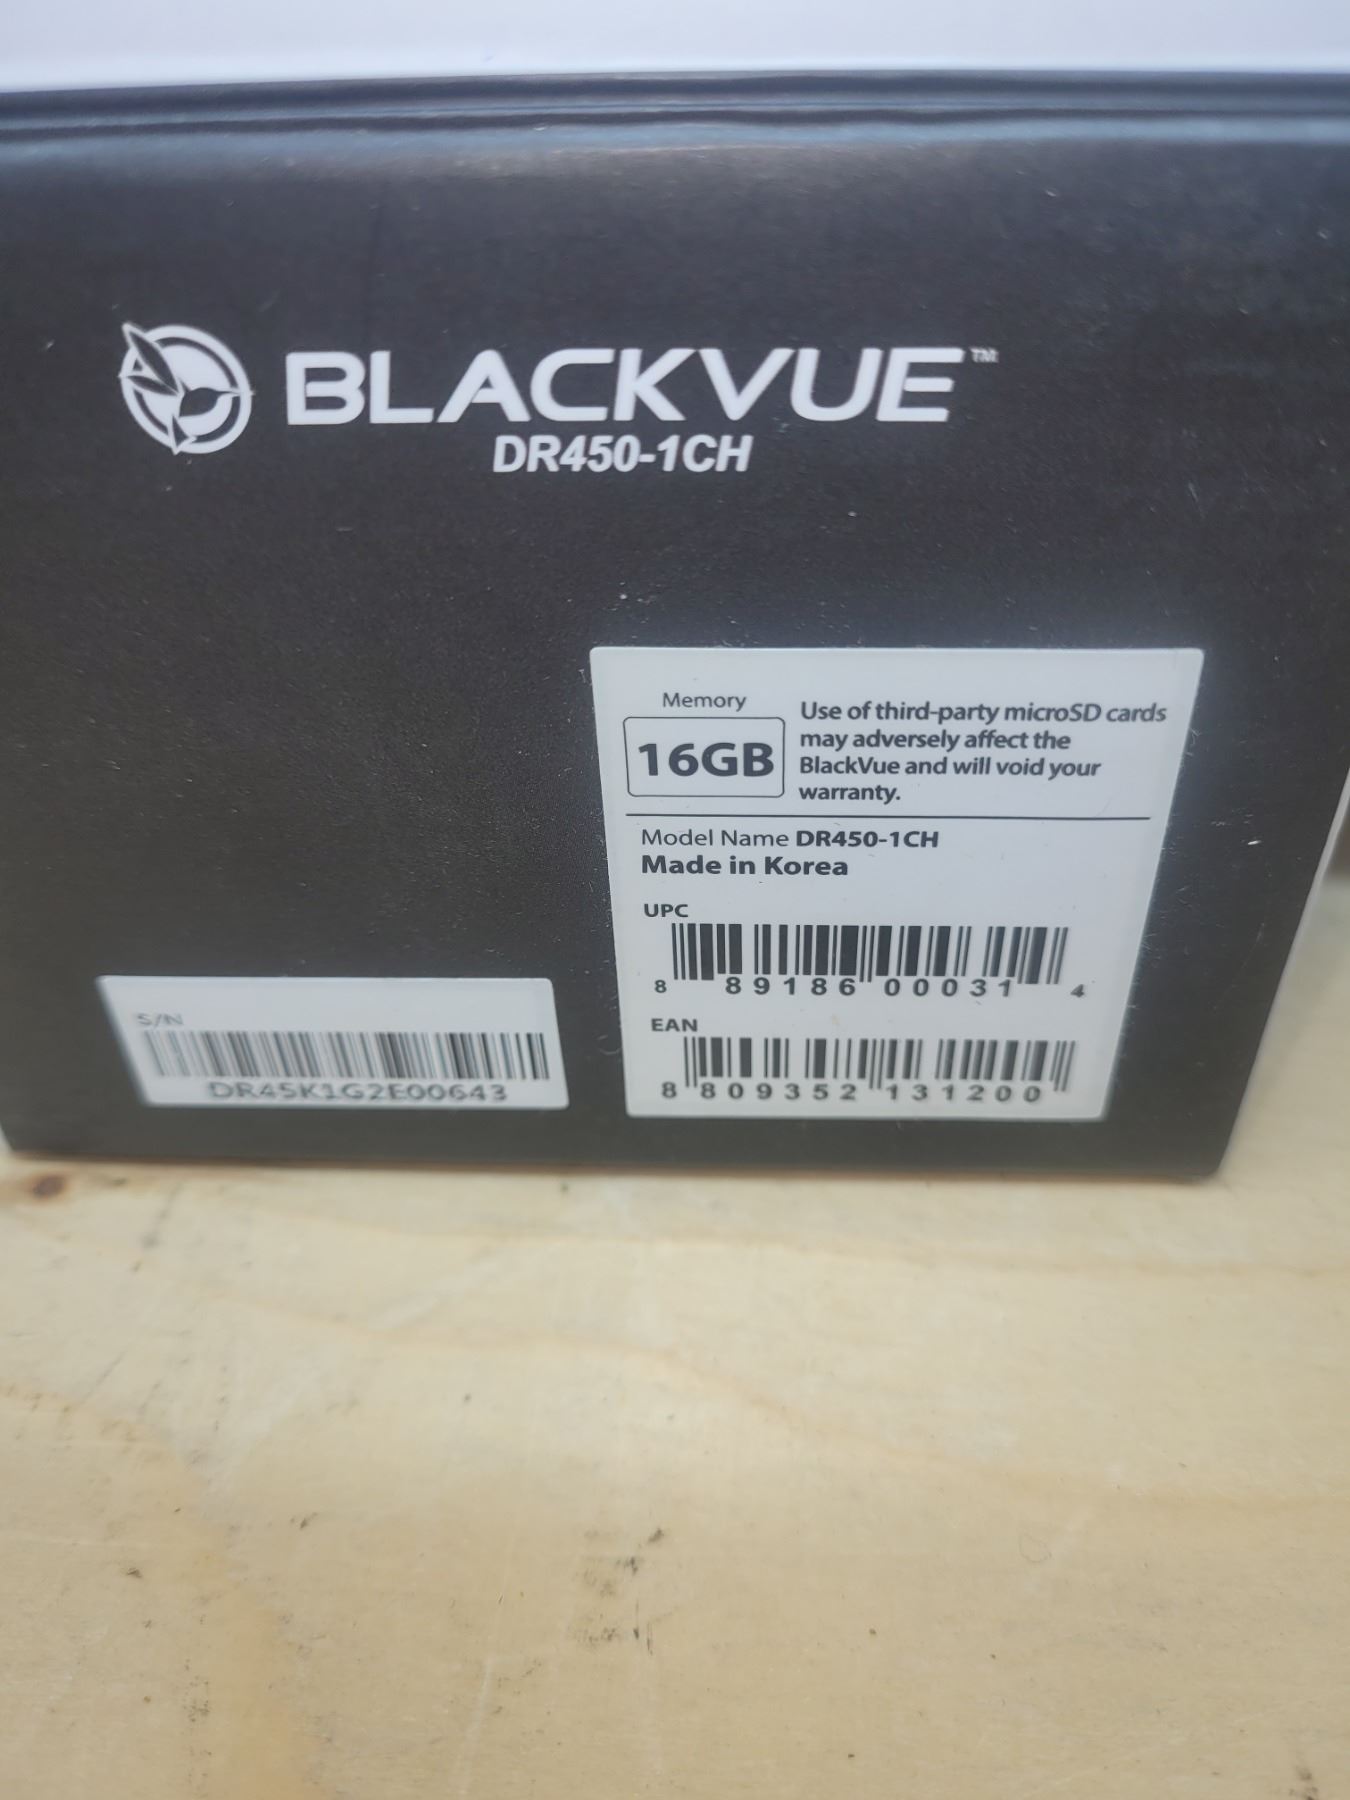 BLACKVUE™
DR450-1CH
Memory
16GB
Use of third-party microSD cards
may adversely affect the
BlackVue and will void your
warranty.
Model Name DR450-1CH
Made in Korea
UPC
8 89186 00031 4
EAN
8 809352 131200
S/N
DR45K1G2E00643